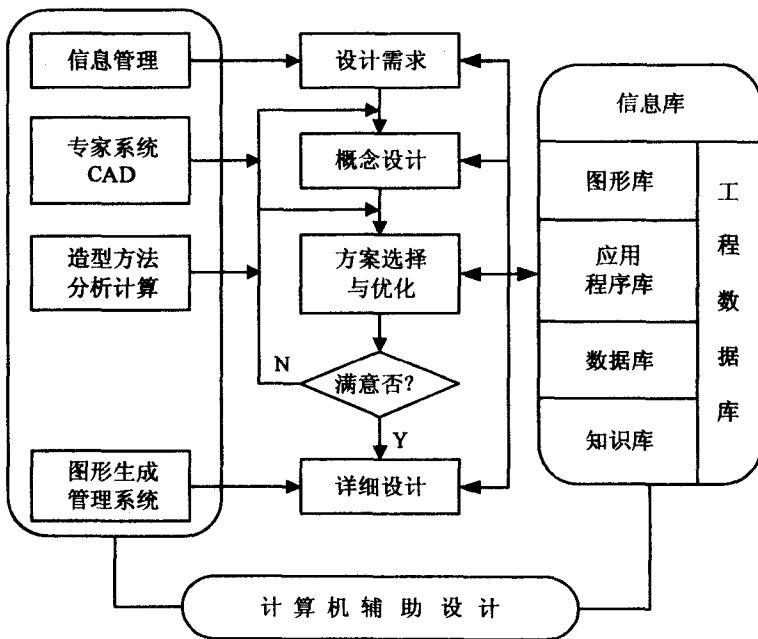 信息管理
专家系统
CAD
造型方法
分析计算
图形生成
管理系统
设计需求
概念设计
方案选择
与优化
满意否?
N
Y
详细设计
信息库
图形库
应用
程序库
数据库
知识库
工程数据库
计算机辅助设计